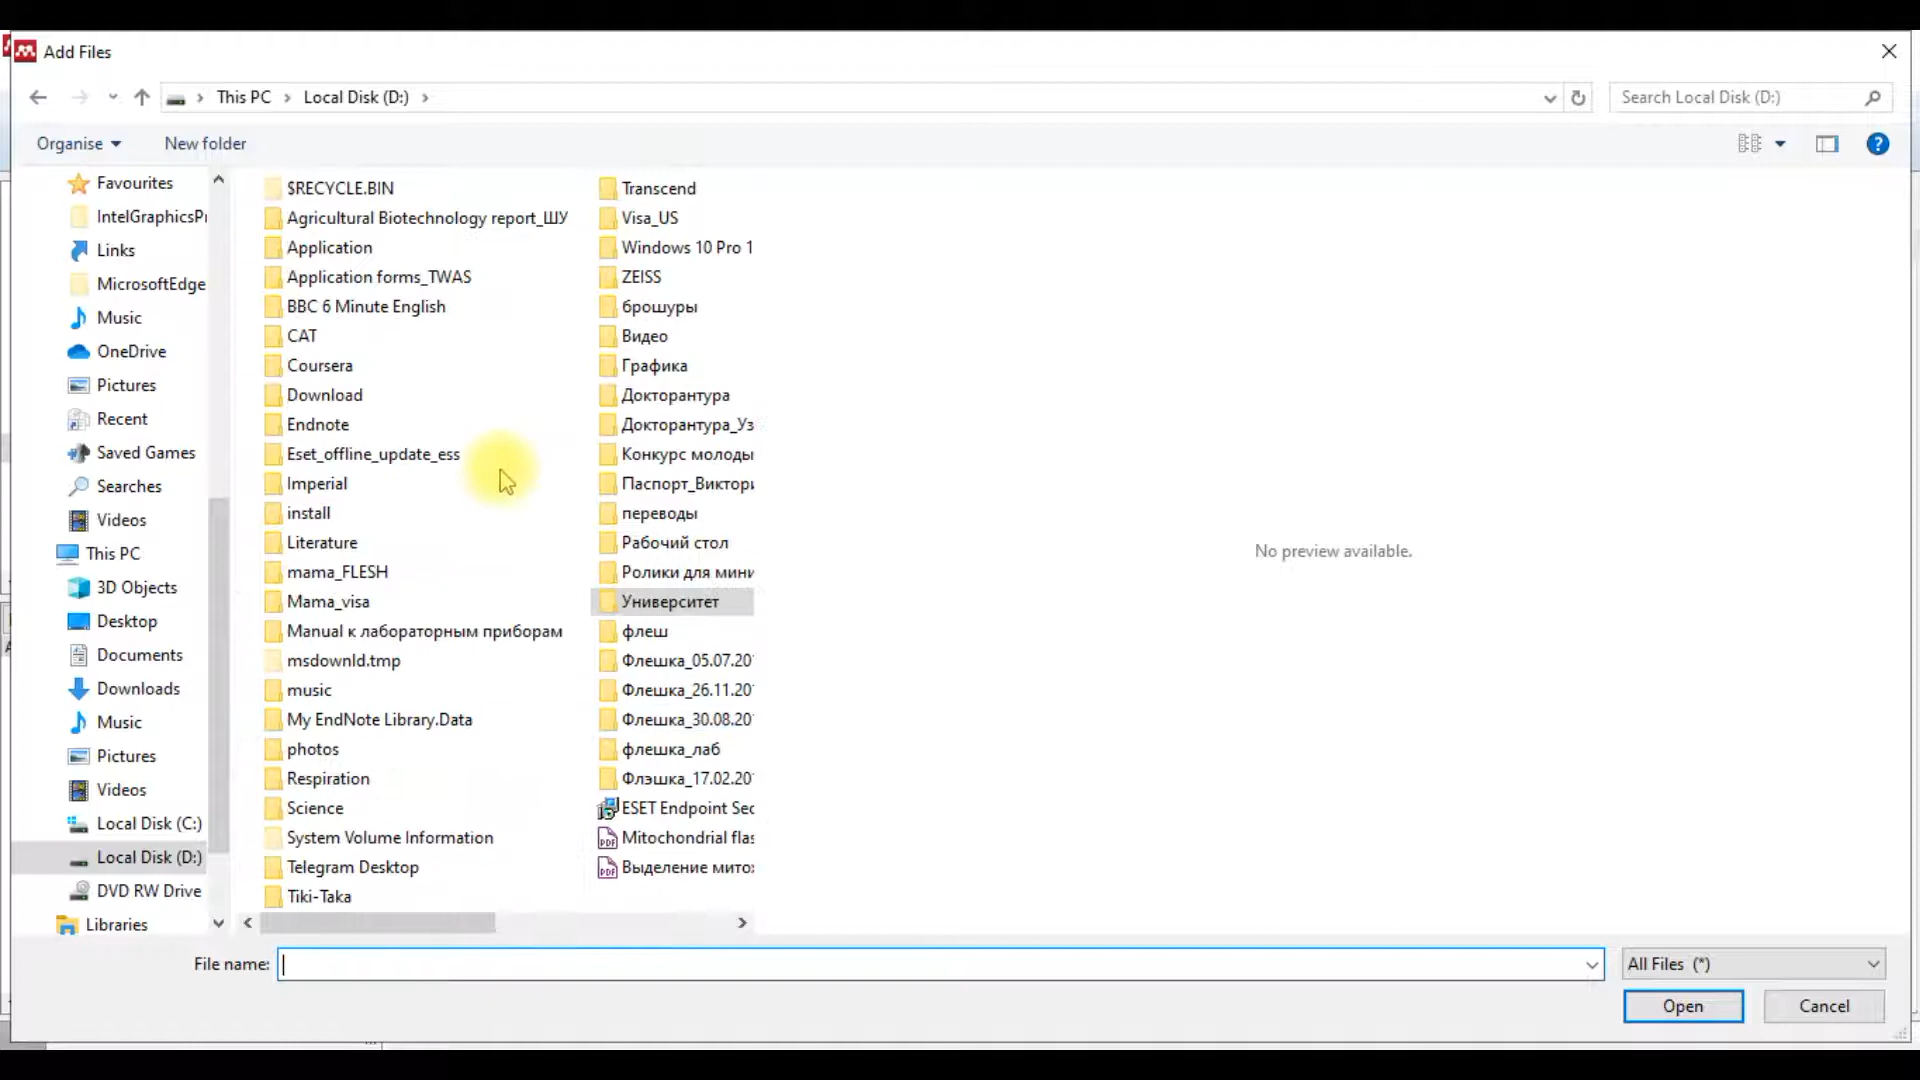 Add Files
This PC
Local Disk (D:)
Search Local Disk (D:)
Organise
New folder
Favourites
IntelGraphicsPr
Links
MicrosoftEdge
Music
OneDrive
Pictures
Recent
Saved Games
Searches
Videos
This PC
3D Objects
Desktop
Documents
Downloads
Music
Pictures
Videos
Local Disk (C:)
Local Disk (D:)
DVD RW Drive
Libraries
$RECYCLE.BIN
Agricultural Biotechnology report_ШУ
Application
Application forms_TWAS
BBC 6 Minute English
CAT
Coursera
Download
Endnote
Eset_offline_update_ess
Imperial
install
Literature
mama_FLESH
Mama_visa
Manual к лабораторным приборам
msdownld.tmp
music
My EndNote Library.Data
photos
Respiration
Science
System Volume Information
Telegram Desktop
Tiki-Taka
Transcend
Visa_US
Windows 10 Pro 1
ZEISS
брошуры
Видео
Графика
Докторантура
Докторантура_Уз
Конкурс молоды
Паспорт_Виктори
переводы
Рабочий стол
Ролики для мини
Университет
флеш
Флешка_05.07.20
Флешка_26.11.20
Флешка_30.08.20
флешка_лаб
Флэшка_17.02.20
ESET Endpoint Sec
Mitochondrial flas
Выделение мито
No preview available.
File name:
All Files (*)
Open
Cancel